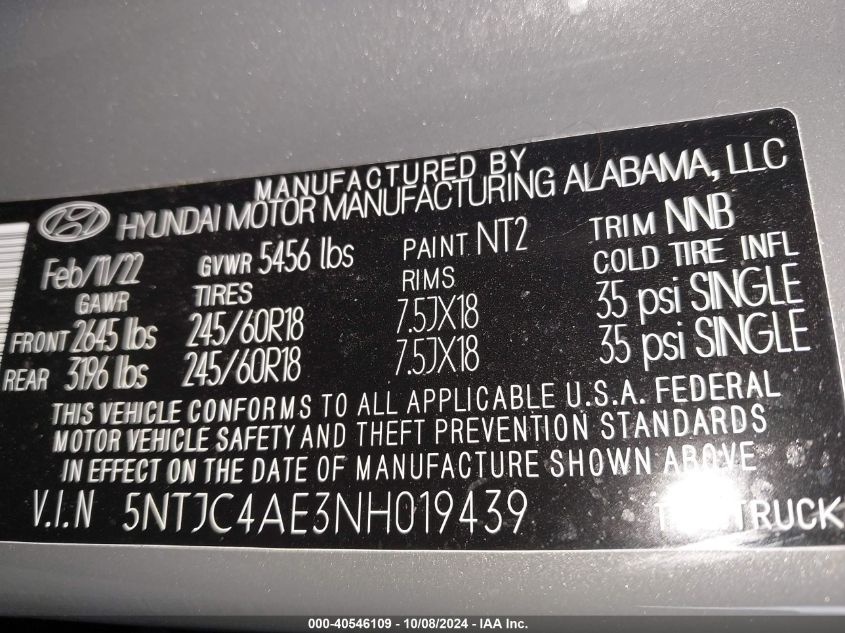 MANUFACTURED BY
HYUNDAI MOTOR MANUFACTURING ALABAMA, LLC
Feb/11/22 GVWR 5456 lbs PAINT NT2 TRIM NNB
GAWR TIRES RIMS COLD TIRE INFL
FRONT 2645 lbs 245/60R18 7.5JX18 35 psi SINGLE
REAR 3196 lbs 245/60R18 7.5JX18 35 psi SINGLE
THIS VEHICLE CONFORMS TO ALL APPLICABLE U.S.A. FEDERAL
MOTOR VEHICLE SAFETY AND THEFT PREVENTION STANDARDS
IN EFFECT ON THE DATE OF MANUFACTURE SHOWN ABOVE
V.I.N 5NTJC4AE3NH019439 TRUCK
000-40546109 - 10/08/2024 - IAA Inc.